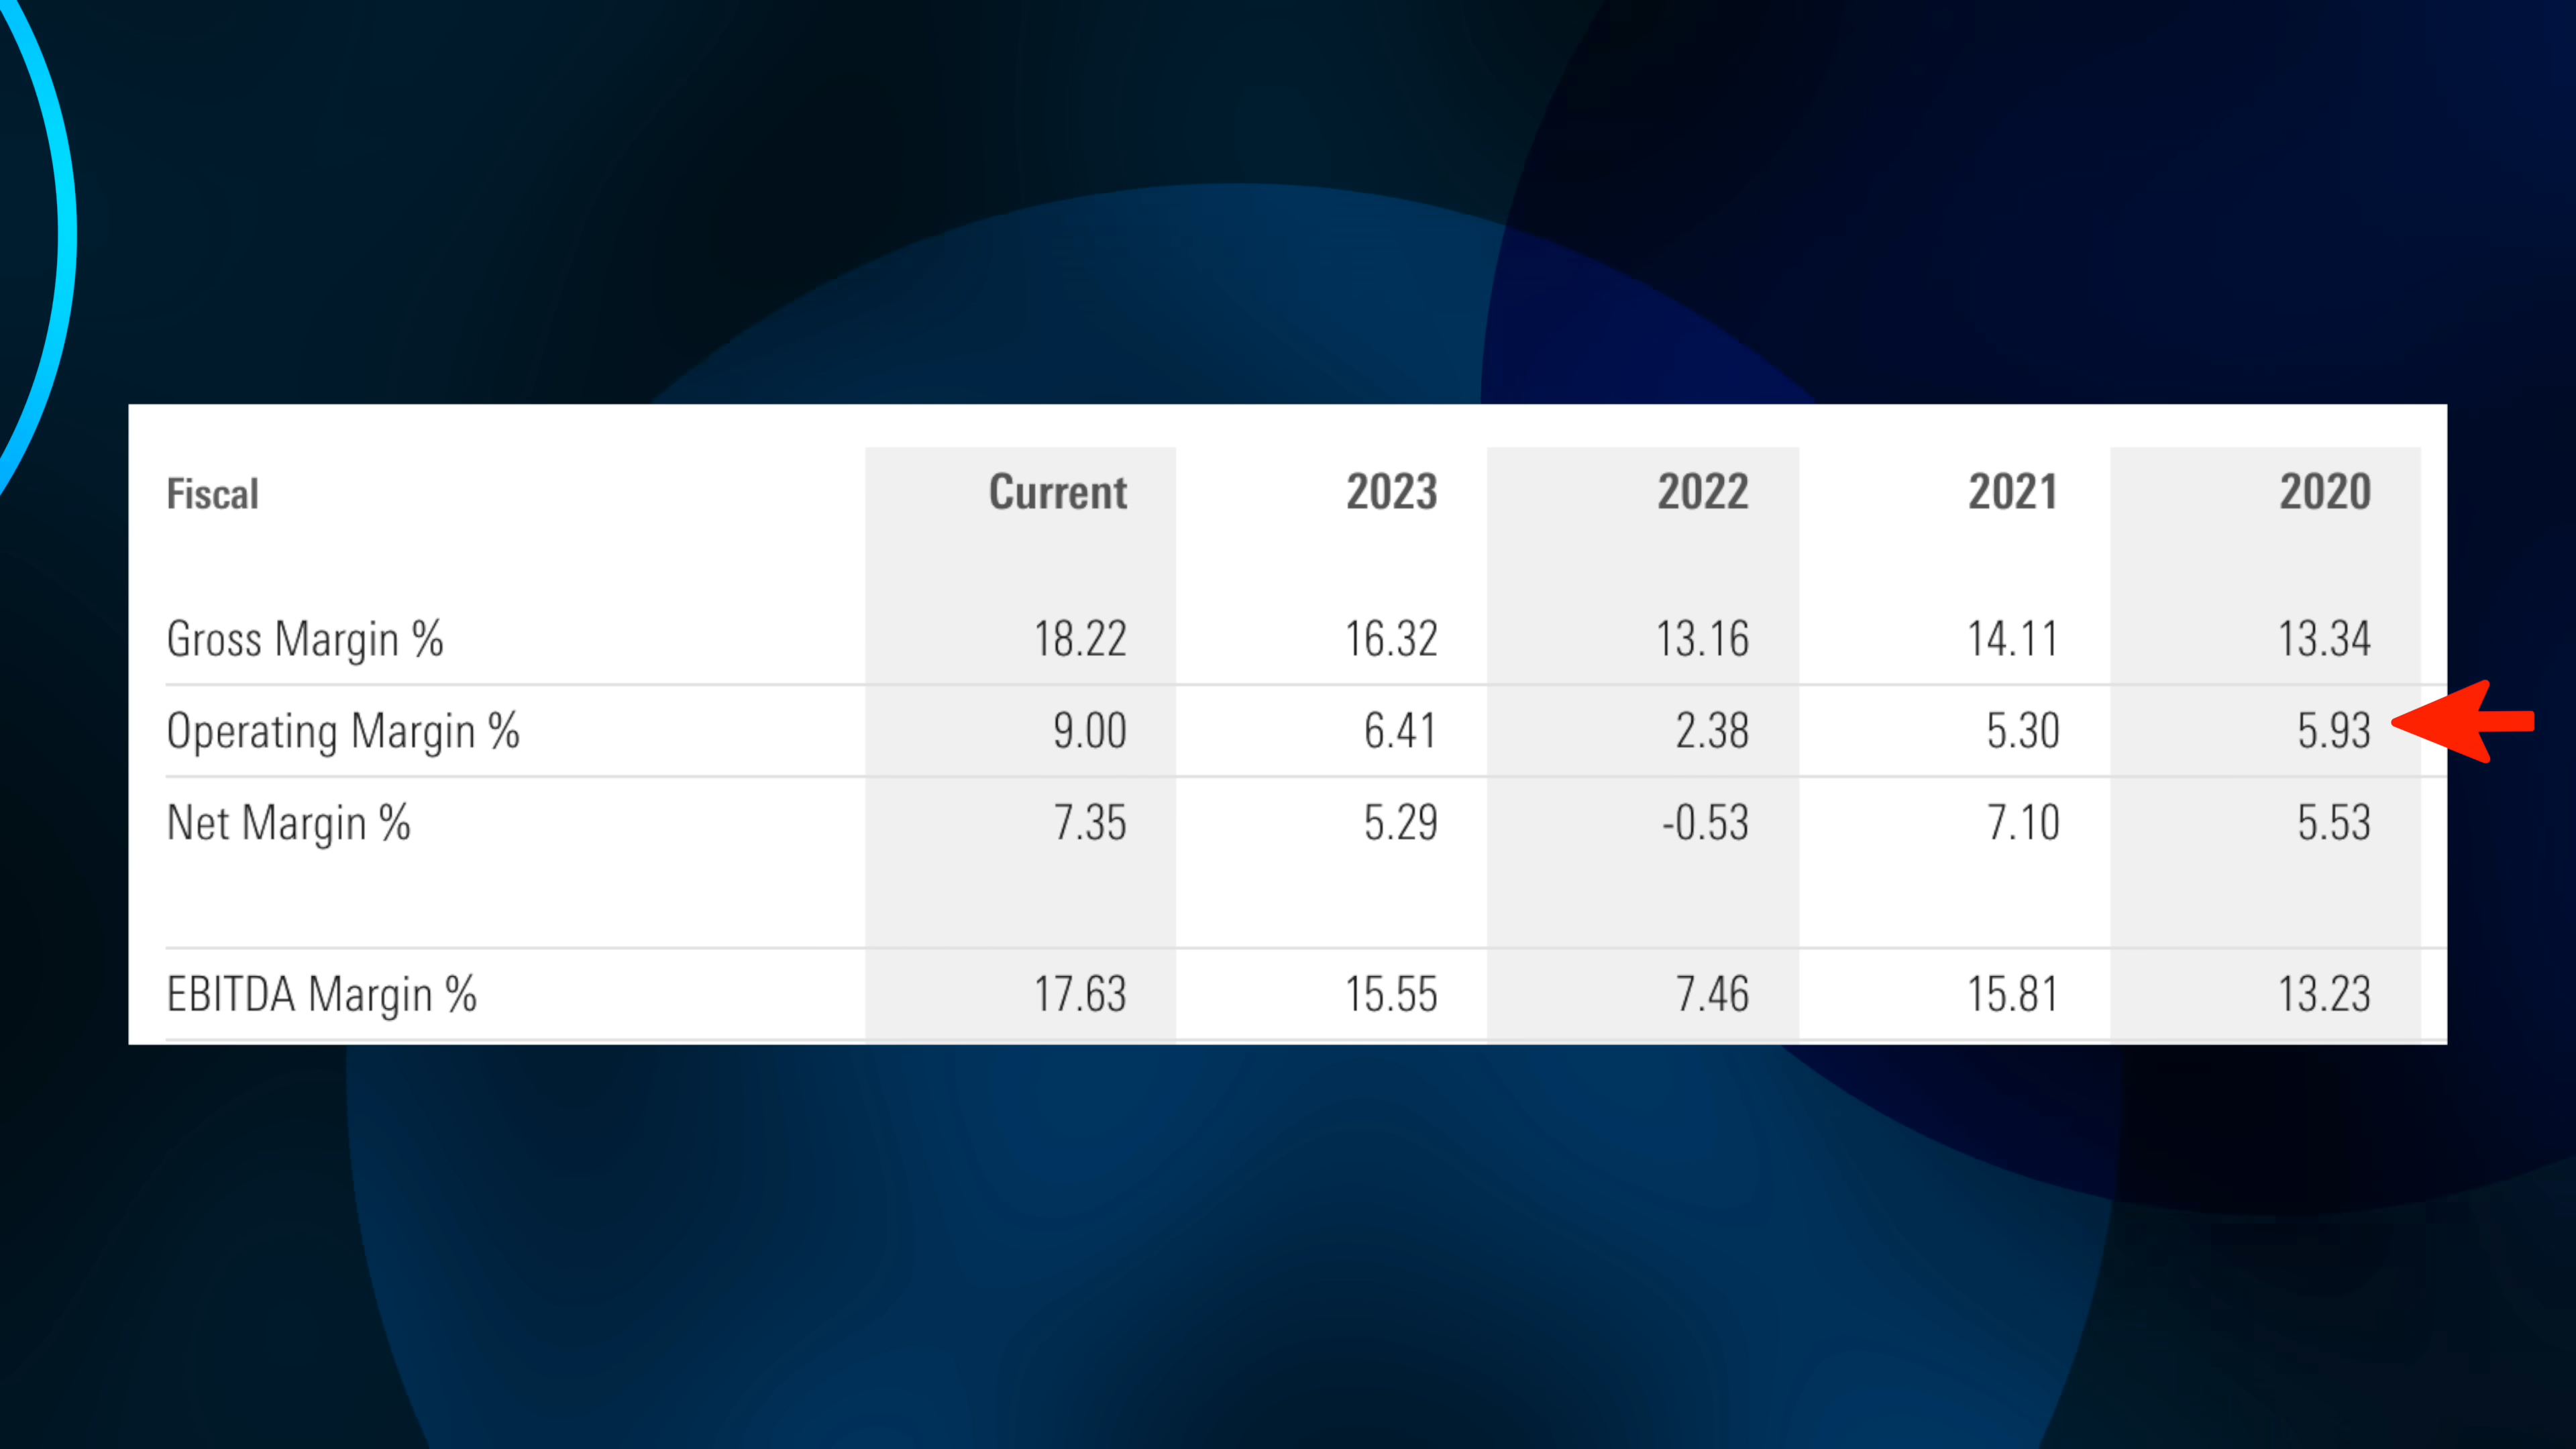 Fiscal Current 2023 2022 2021 2020
Gross Margin % 18.22 16.32 13.16 14.11 13.34
Operating Margin % 9.00 6.41 2.38 5.30 5.93
Net Margin % 7.35 5.29 -0.53 7.10 5.53
EBITDA Margin % 17.63 15.55 7.46 15.81 13.23